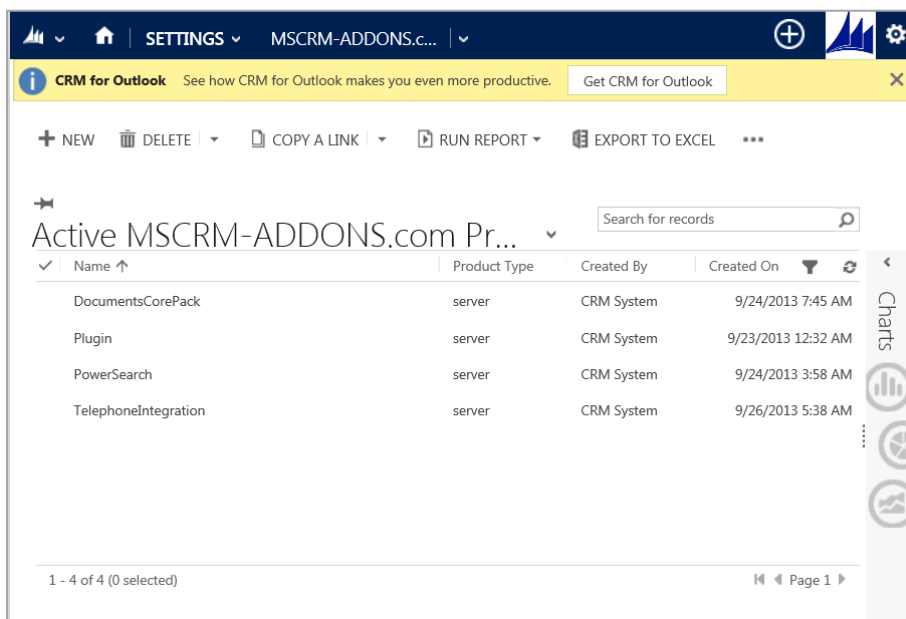 SETTINGS MSCRM-ADDONS.c...
CRM for Outlook See how CRM for Outlook makes you even more productive. Get CRM for Outlook
NEW DELETE COPY A LINK RUN REPORT EXPORT TO EXCEL
Active MSCRM-ADDONS.com Pr...
Search for records
Name Product Type Created By Created On
DocumentsCorePack server CRM System 9/24/2013 7:45 AM
Plugin server CRM System 9/23/2013 12:32 AM
PowerSearch server CRM System 9/24/2013 3:58 AM
TelephoneIntegration server CRM System 9/26/2013 5:38 AM
Charts
1 - 4 of 4 (0 selected) Page 1